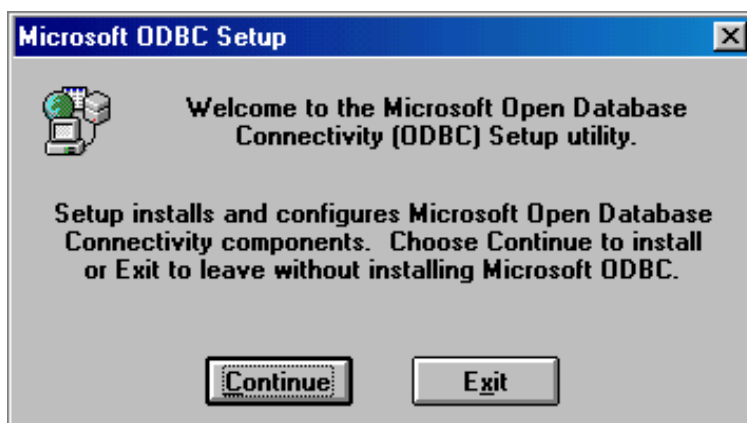 Microsoft ODBC Setup
Welcome to the Microsoft Open Database
Connectivity (ODBC) Setup utility.
Setup installs and configures Microsoft Open Database
Connectivity components.  Choose Continue to install
or Exit to leave without installing Microsoft ODBC.
Continue
Exit